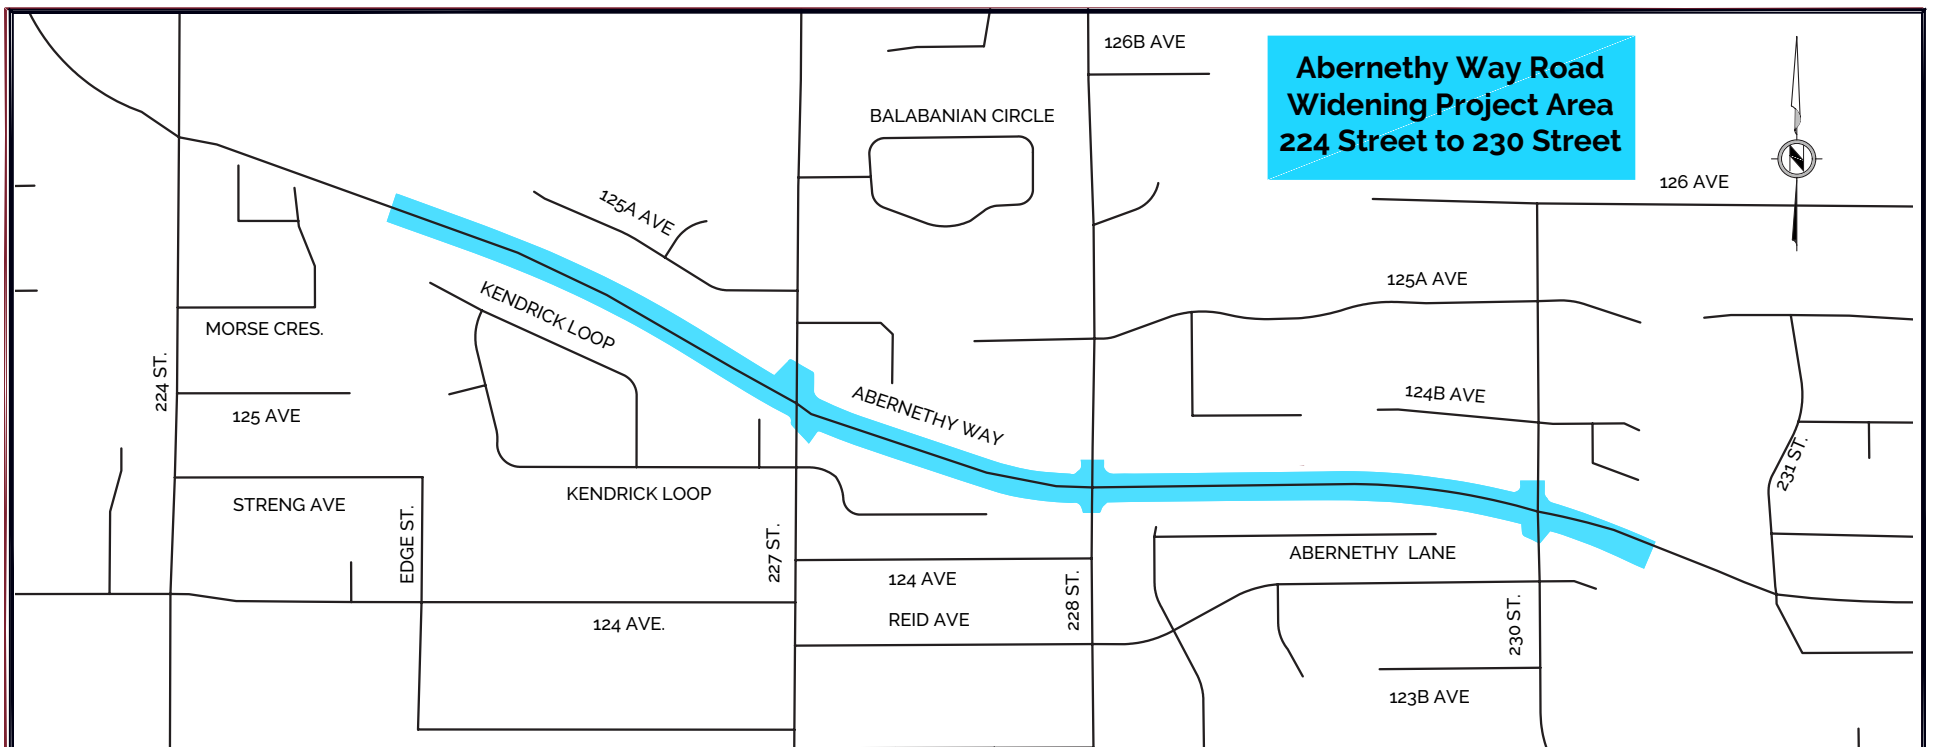 126B AVE
Abernethy Way Road
Widening Project Area
224 Street to 230 Street
BALABANIAN CIRCLE
126 AVE
125A AVE
125A AVE
KENDRICK LOOP
MORSE CRES.
224 ST.
125 AVE
ABERNETHY WAY
124B AVE
231 ST.
KENDRICK LOOP
STRENG AVE
EDGE ST.
227 ST.
ABERNETHY LANE
124 AVE
228 ST.
REID AVE
124 AVE.
230 ST.
123B AVE